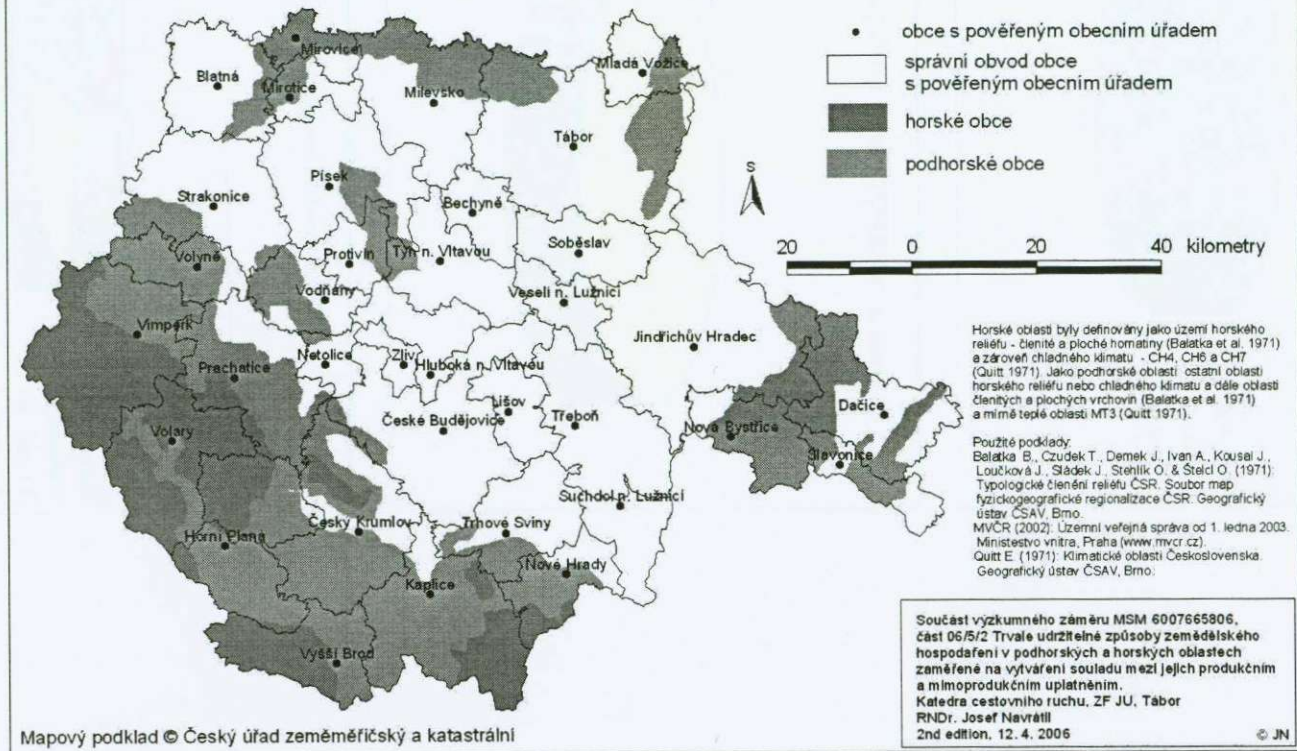 obce s pověřeným obecním úřadem
správní obvod obce
s pověřeným obecním úřadem
horské obce
podhorské obce
S
20 0 20 40 kilometry
Mirovice
Blatná
Mirotice
Milevsko
Mladá Vožice
Tábor
Písek
Strakonice
Bechyně
Volyně
Protivín
Týn n. Vltavou
Soběslav
Vodňany
Veselí n. Lužnicí
Vimperk
Netolice
Zliv
Hluboká n. Vltavou
Jindřichův Hradec
Prachatice
Lišov
České Budějovice
Třeboň
Dačice
Volary
Nová Bystřice
Slavonice
Suchdol n. Lužnicí
Český Krumlov
Trhové Sviny
Horní Planá
Nové Hrady
Kaplice
Vyšší Brod
Horské oblasti byly definovány jako území horského
reliéfu - členité a ploché hornatiny (Balatka et al. 1971)
a zároveň chladného klimatu - CH4, CH6 a CH7
(Quitt 1971). Jako podhorské oblasti ostatní oblasti
horského reliéfu nebo chladného klimatu a dále oblasti
členitých a plochých vrchovin (Balatka et al. 1971)
a mírně teplé oblasti MT3 (Quitt 1971).
Použité podklady:
Balatka B., Czudek T., Demek J., Ivan A., Kousal J.,
Loučková J., Sládek J., Stehlík O. & Štelcl O. (1971):
Typologické členění reliéfu ČSR. Soubor map
fyzickogeografické regionalizace ČSR. Geografický
ústav ČSAV, Brno.
MVČR (2002): Územní veřejná správa od 1. ledna 2003.
Ministestvo vnitra, Praha (www.mvcr.cz).
Quitt E. (1971): Klimatické oblasti Československa.
Geografický ústav ČSAV, Brno.
Součást výzkumného záměru MSM 6007665806,
část 06/5/2 Trvale udržitelné způsoby zemědělského
hospodaření v podhorských a horských oblastech
zaměřené na vytváření souladu mezi jejich produkčním
a mimoprodukčním uplatněním.
Katedra cestovního ruchu, ZF JU, Tábor
RNDr. Josef Navrátil
2nd edition, 12. 4. 2006 © JN
Mapový podklad © Český úřad zeměměřičský a katastrální